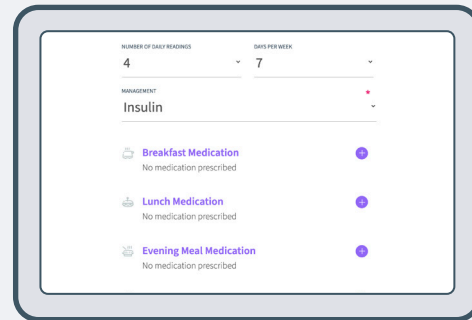 NUMBER OF DAILY READINGS DAYS PER WEEK
4 7
MANAGEMENT *
Insulin
Breakfast Medication
No medication prescribed
Lunch Medication
No medication prescribed
Evening Meal Medication
No medication prescribed